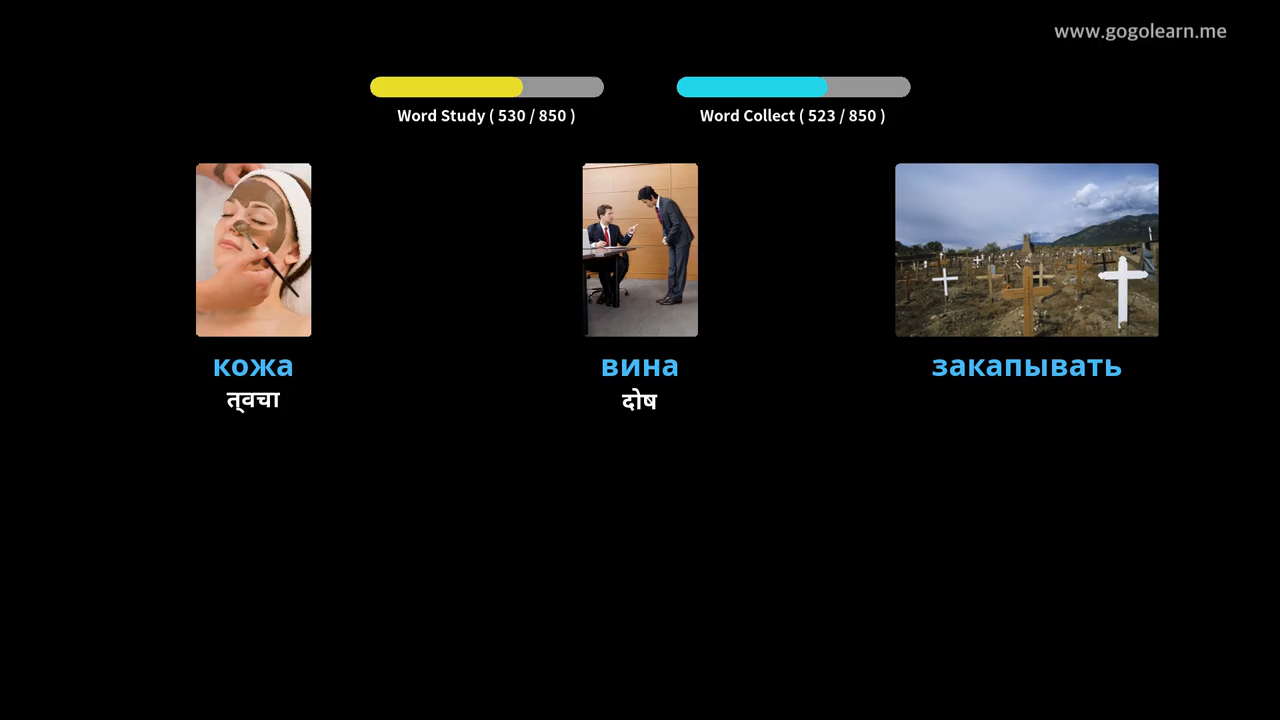 www.gogolearn.me
Word Study ( 530 / 850 )
Word Collect ( 523 / 850 )
кожа
вина
закапывать
त्वचा
दोष